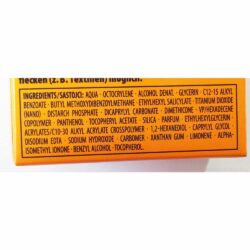 flecken (z. B. Textilien) möglich.
INGREDIENTS/SASTOJCI: AQUA · OCTOCRYLENE · ALCOHOL DENAT. · GLYCERIN · C12-15 ALKYL
BENZOATE · BUTYL METHOXYDIBENZOYLMETHANE · ETHYLHEXYL SALICYLATE · TITANIUM DIOXIDE
(NANO) · DISTARCH PHOSPHATE · DICAPRYLYL CARBONATE · DIMETHICONE · VP/HEXADECENE
COPOLYMER · PANTHENOL · TOCOPHERYL ACETATE · SILICA · PARFUM · ETHYLHEXYLGLYCERIN ·
ACRYLATES/C10-30 ALKYL ACRYLATE CROSSPOLYMER · 1,2-HEXANEDIOL · CAPRYLYL GLYCOL ·
DISODIUM EDTA · SODIUM HYDROXIDE · CARBOMER · XANTHAN GUM · LIMONENE · ALPHA-
ISOMETHYL IONONE · BENZYL ALCOHOL · TOCOPHEROL.